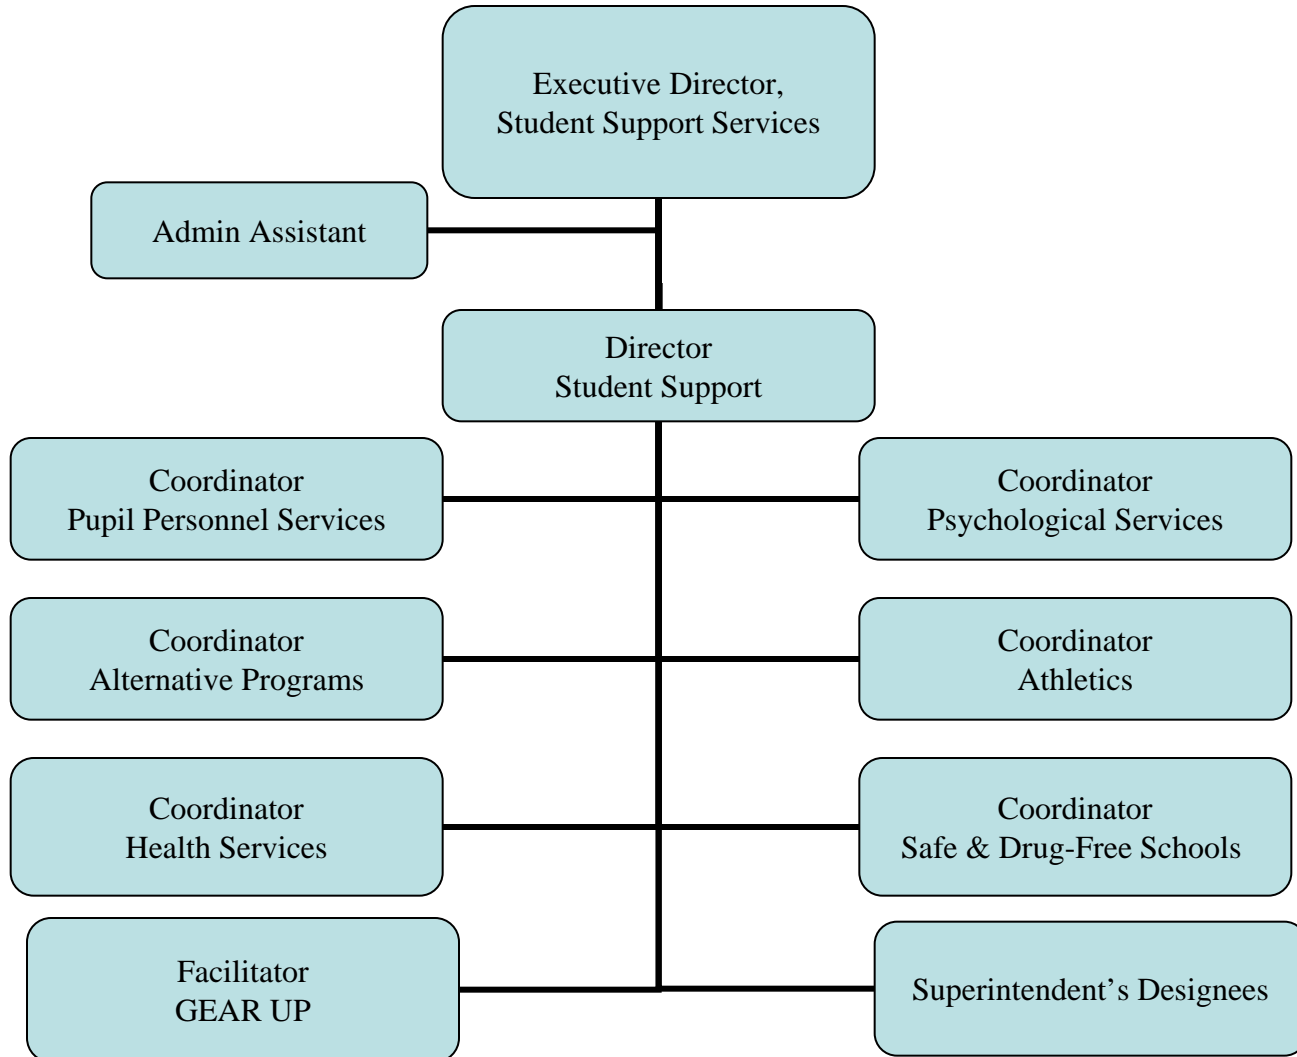 Executive Director,
Student Support Services
Admin Assistant
Director
Student Support
Coordinator
Pupil Personnel Services
Coordinator
Psychological Services
Coordinator
Alternative Programs
Coordinator
Athletics
Coordinator
Health Services
Coordinator
Safe & Drug-Free Schools
Facilitator
GEAR UP
Superintendent’s Designees